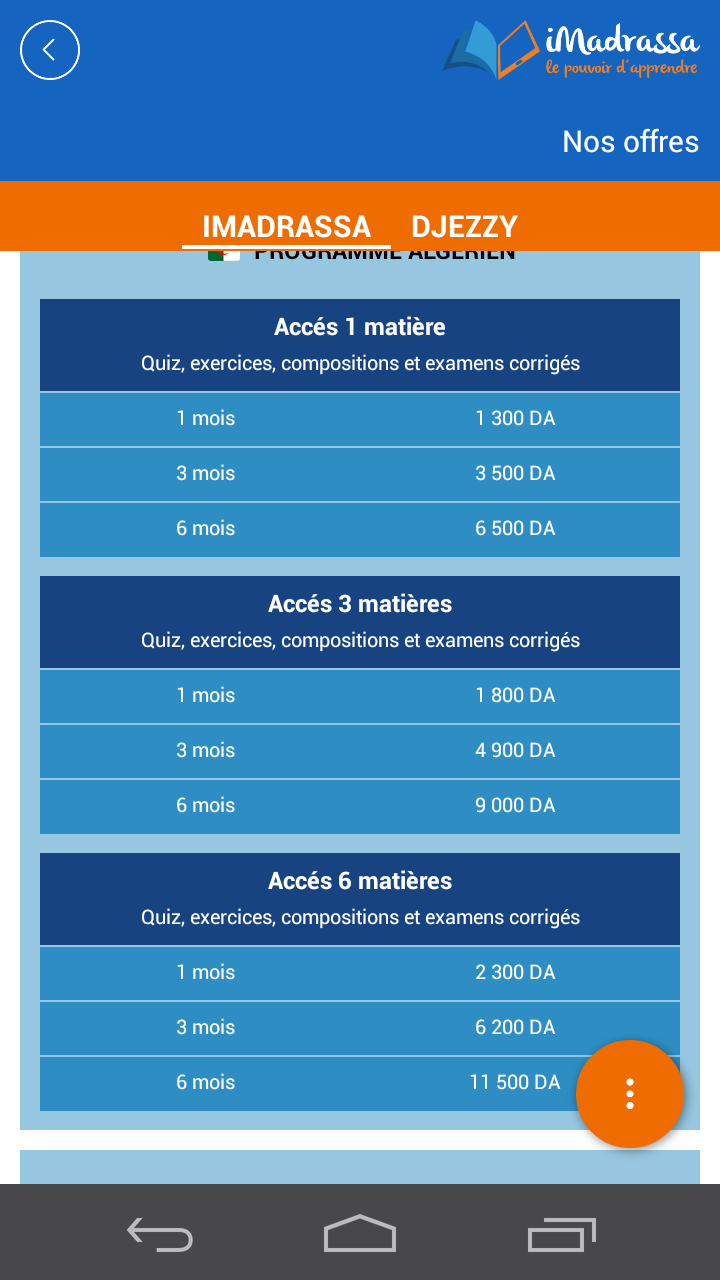 iMadrassa
le pouvoir d'apprendre
Nos offres
IMADRASSA DJEZZY
PROGRAMME ALGÉRIEN
Accés 1 matière
Quiz, exercices, compositions et examens corrigés
1 mois 1 300 DA
3 mois 3 500 DA
6 mois 6 500 DA
Accés 3 matières
Quiz, exercices, compositions et examens corrigés
1 mois 1 800 DA
3 mois 4 900 DA
6 mois 9 000 DA
Accés 6 matières
Quiz, exercices, compositions et examens corrigés
1 mois 2 300 DA
3 mois 6 200 DA
6 mois 11 500 DA